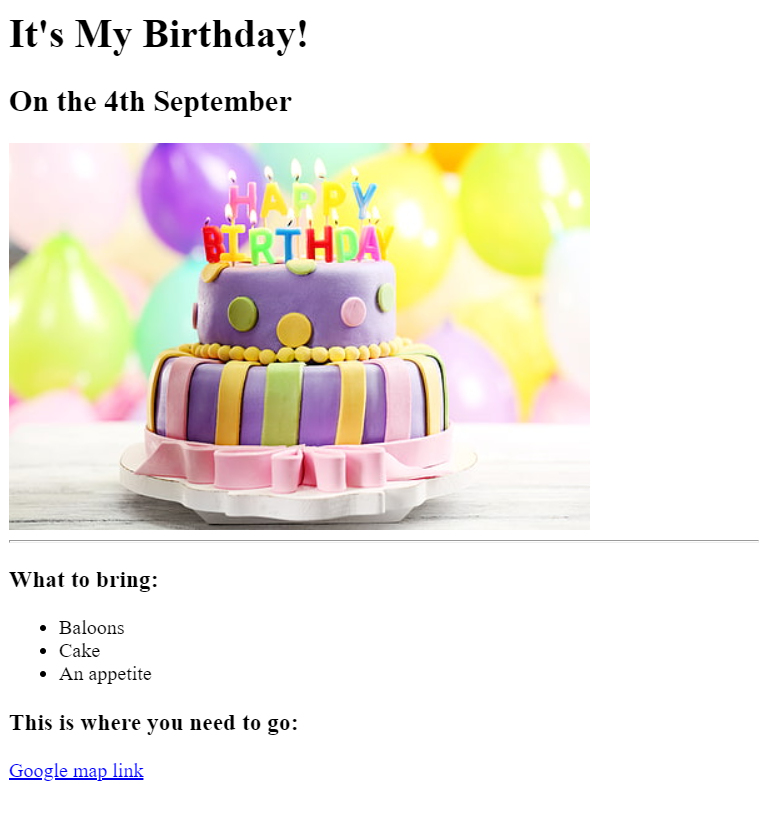 It's My Birthday!
On the 4th September
HAPPY
BIRTHDAY
What to bring:
Baloons
Cake
An appetite
This is where you need to go:
Google map link